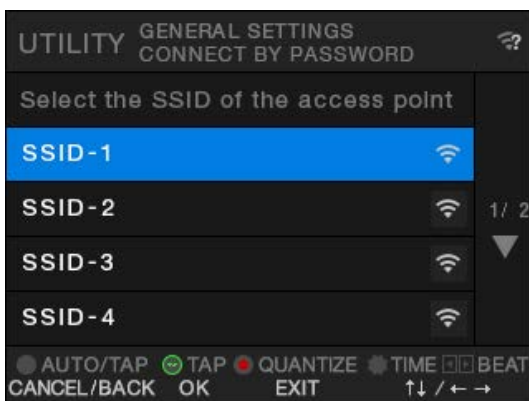 UTILITY GENERAL SETTINGS
CONNECT BY PASSWORD
?
Select the SSID of the access point
SSID-1
SSID-2
1/ 2
SSID-3
SSID-4
AUTO/TAP TAP QUANTIZE TIME BEAT
CANCEL/BACK OK EXIT ↑↓/←→